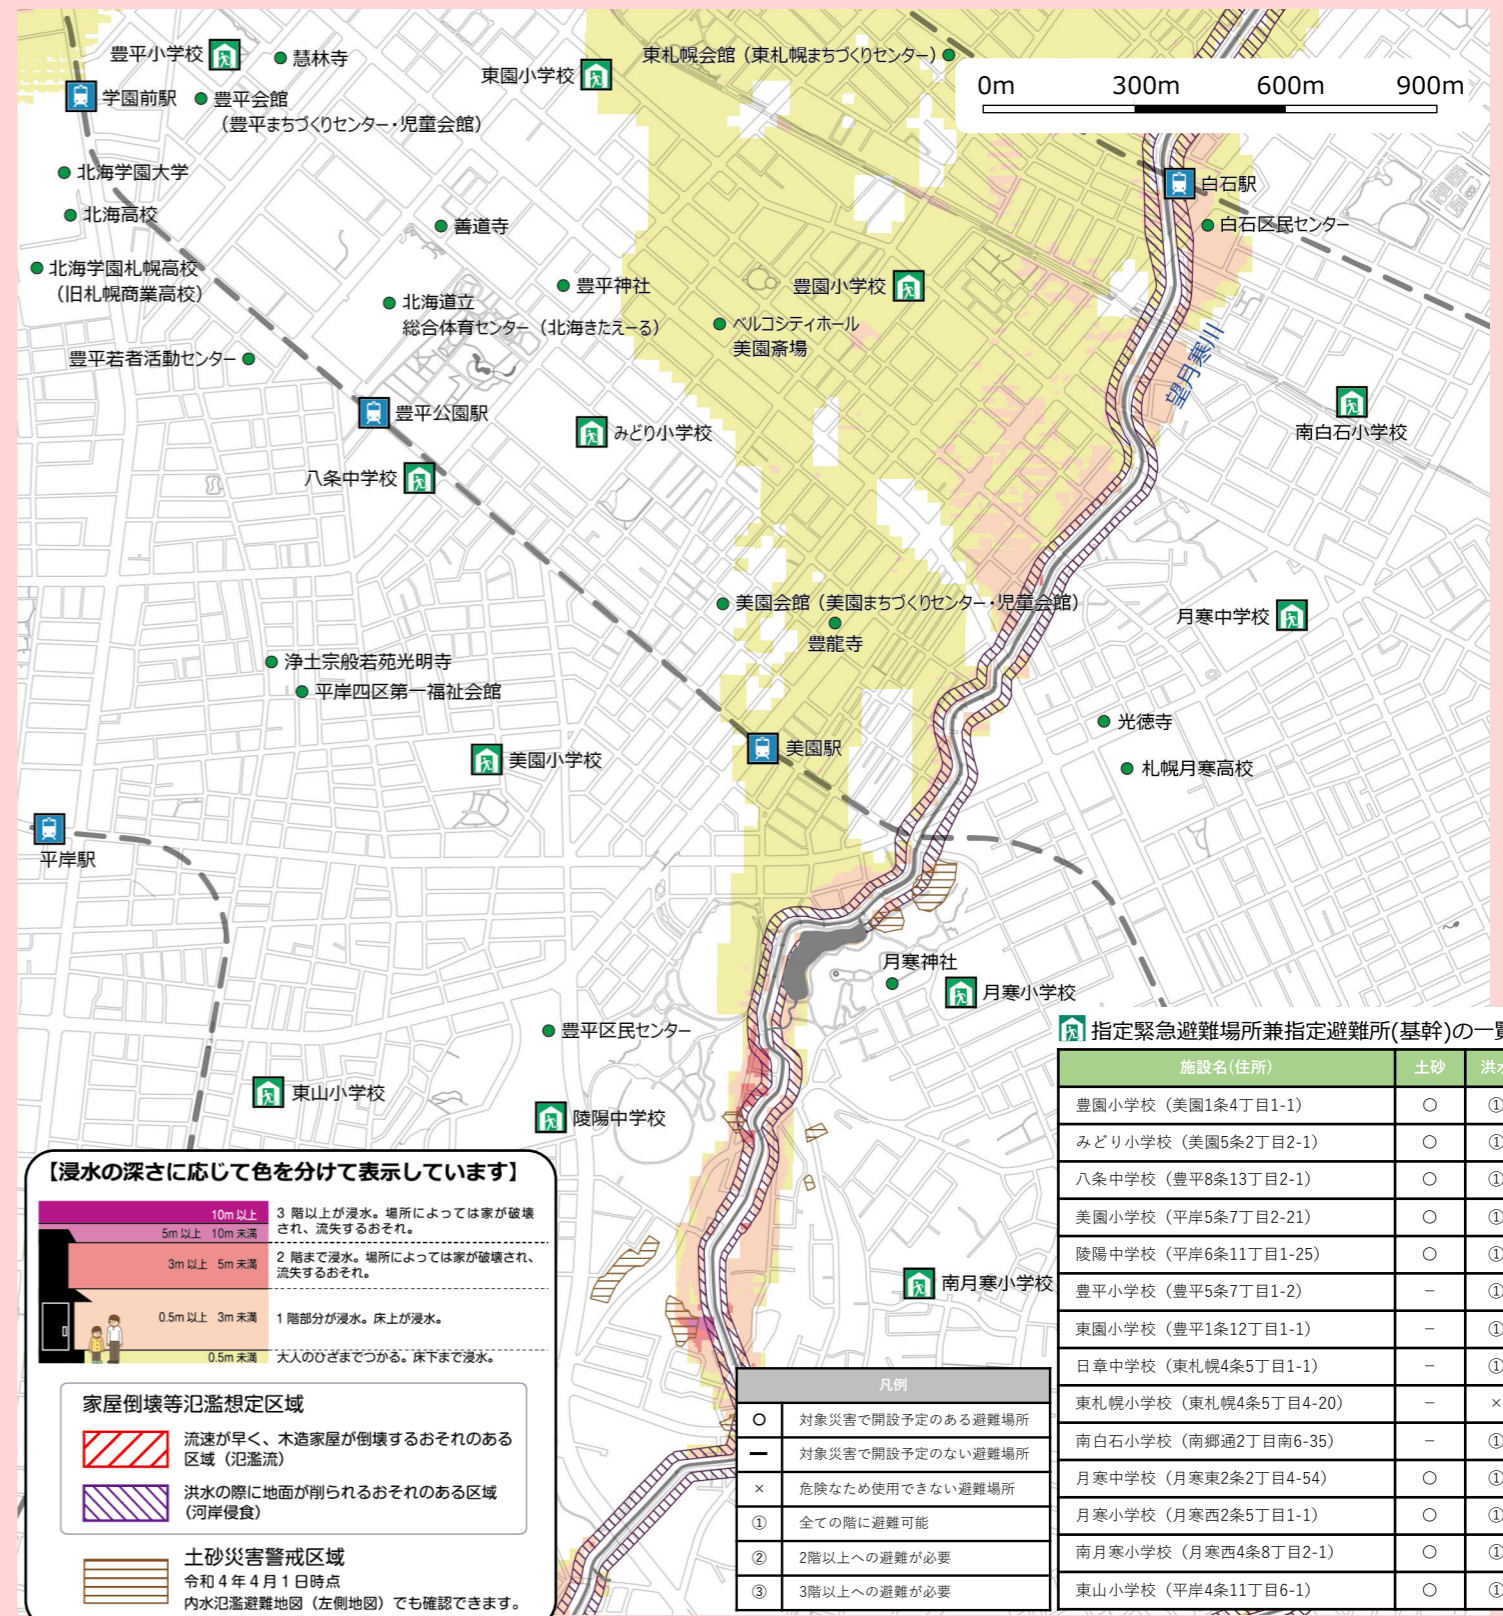 豊平小学校
慧林寺
東園小学校
東札幌会館（東札幌まちづくりセンター）
0m 300m 600m 900m
学園前駅
豊平会館
（豊平まちづくりセンター・児童会館）
北海学園大学
北海高校
善道寺
白石駅
白石区民センター
北海学園札幌高校
（旧札幌商業高校）
北海道立
総合体育センター（北海きたえーる）
豊平神社
豊園小学校
ベルコシティホール
美園斎場
豊平若者活動センター
望月寒川
豊平公園駅
みどり小学校
南白石小学校
八条中学校
美園会館（美園まちづくりセンター・児童会館）
豊龍寺
月寒中学校
浄土宗般若苑光明寺
平岸四区第一福祉会館
光徳寺
美園小学校
美園駅
札幌月寒高校
平岸駅
月寒神社
月寒小学校
豊平区民センター
東山小学校
陵陽中学校
南月寒小学校
指定緊急避難場所兼指定避難所(基幹)の一覧
施設名(住所) 土砂 洪水
豊園小学校（美園1条4丁目1-1） ○ ①
みどり小学校（美園5条2丁目2-1） ○ ①
八条中学校（豊平8条13丁目2-1） ○ ①
美園小学校（平岸5条7丁目2-21） ○ ①
陵陽中学校（平岸6条11丁目1-25） ○ ①
豊平小学校（豊平5条7丁目1-2） － ①
東園小学校（豊平1条12丁目1-1） － ①
日章中学校（東札幌4条5丁目1-1） － ①
東札幌小学校（東札幌4条5丁目4-20） － ×
南白石小学校（南郷通2丁目南6-35） － ①
月寒中学校（月寒東2条2丁目4-54） ○ ①
月寒小学校（月寒西2条5丁目1-1） ○ ①
南月寒小学校（月寒西4条8丁目2-1） ○ ①
東山小学校（平岸4条11丁目6-1） ○ ①
【浸水の深さに応じて色を分けて表示しています】
10m以上
5m以上 10m未満
3 階以上が浸水。場所によっては家が破壊
され、流失するおそれ。
3m以上 5m未満
2 階まで浸水。場所によっては家が破壊され、
流失するおそれ。
0.5m以上 3m未満
1 階部分が浸水。床上が浸水。
0.5m未満
大人のひざまでつかる。床下まで浸水。
家屋倒壊等氾濫想定区域
流速が早く、木造家屋が倒壊するおそれのある
区域（氾濫流）
洪水の際に地面が削られるおそれのある区域
（河岸侵食）
土砂災害警戒区域
令和４年４月１日時点
内水氾濫避難地図（左側地図）でも確認できます。
凡例
○ 対象災害で開設予定のある避難場所
ー 対象災害で開設予定のない避難場所
× 危険なため使用できない避難場所
① 全ての階に避難可能
② 2階以上への避難が必要
③ 3階以上への避難が必要